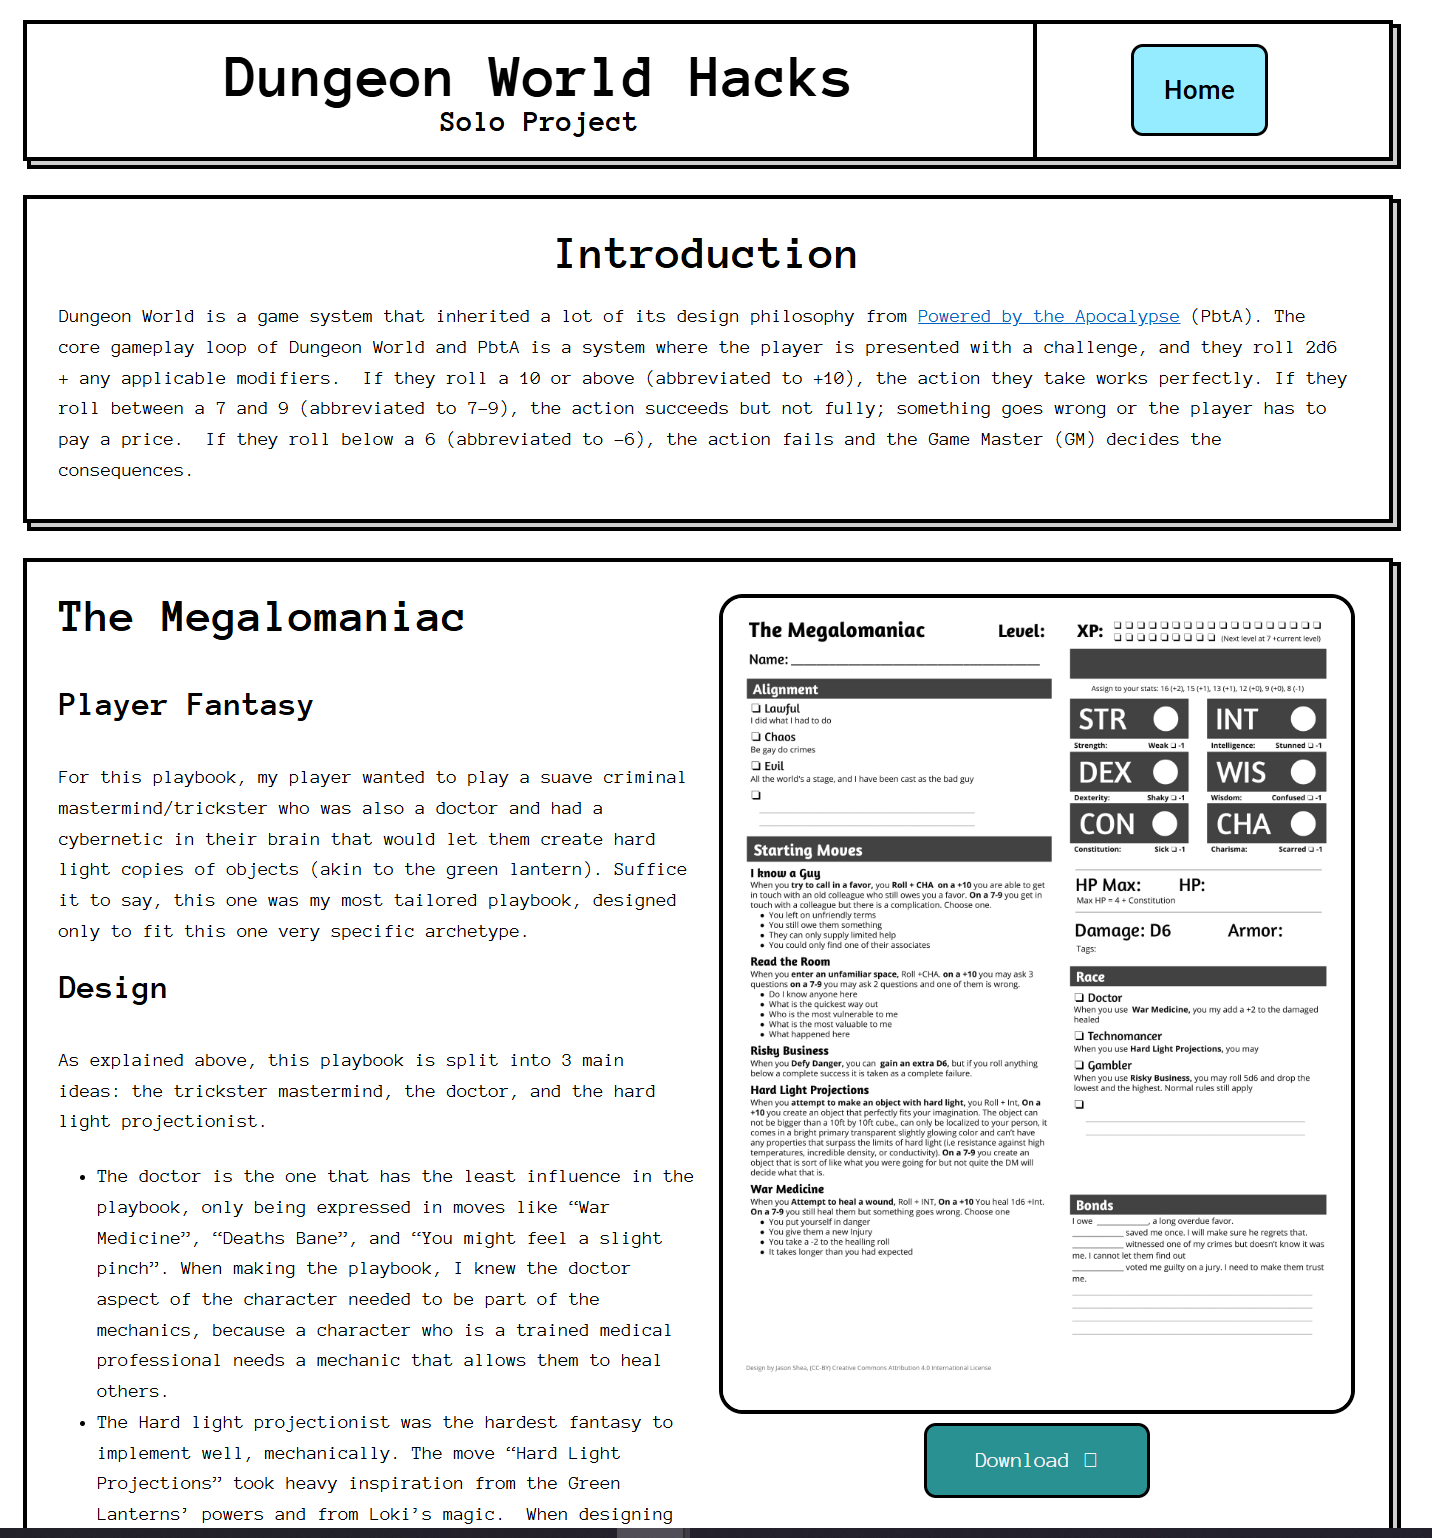 Dungeon World Hacks
Solo Project
Home
Introduction
Dungeon World is a game system that inherited a lot of its design philosophy from Powered by the Apocalypse (PbtA). The
core gameplay loop of Dungeon World and PbtA is a system where the player is presented with a challenge, and they roll 2d6
+ any applicable modifiers.  If they roll a 10 or above (abbreviated to +10), the action they take works perfectly. If they
roll between a 7 and 9 (abbreviated to 7-9), the action succeeds but not fully; something goes wrong or the player has to
pay a price.  If they roll below a 6 (abbreviated to -6), the action fails and the Game Master (GM) decides the
consequences.
The Megalomaniac
Player Fantasy
For this playbook, my player wanted to play a suave criminal
mastermind/trickster who was also a doctor and had a
cybernetic in their brain that would let them create hard
light copies of objects (akin to the green lantern). Suffice
it to say, this one was my most tailored playbook, designed
only to fit this one very specific archetype.
Design
As explained above, this playbook is split into 3 main
ideas: the trickster mastermind, the doctor, and the hard
light projectionist.
• The doctor is the one that has the least influence in the
playbook, only being expressed in moves like “War
Medicine”, “Deaths Bane”, and “You might feel a slight
pinch”. When making the playbook, I knew the doctor
aspect of the character needed to be part of the
mechanics, because a character who is a trained medical
professional needs a mechanic that allows them to heal
others.
• The Hard light projectionist was the hardest fantasy to
implement well, mechanically. The move “Hard Light
Projections” took heavy inspiration from the Green
Lanterns’ powers and from Loki’s magic.  When designing
The Megalomaniac
Level:
Name:
Alignment
❑ Lawful
I did what I had to do
❑ Chaos
Be gay do crimes
❑ Evil
All the world's a stage, and I have been cast as the bad guy
❑
Starting Moves
I know a Guy
When you try to call in a favor, you Roll + CHA on a +10 you are able to get
in touch with an old colleague who still owes you a favor. On a 7-9 you get in
touch with a colleague but there is a complication. Choose one.
• You left on unfriendly terms
• You still owe them something
• They can only supply limited help
• You could only find one of their associates
Read the Room
When you enter an unfamiliar space, Roll +CHA. on a +10 you may ask 3
questions on a 7-9 you may ask 2 questions and one of them is wrong.
• Do I know anyone here
• What is the quickest way out
• Who is the most vulnerable to me
• What is the most valuable to me
• What happened here
Risky Business
When you Defy Danger, you can gain an extra D6, but if you roll anything
below a complete success it is taken as a complete failure.
Hard Light Projections
When you attempt to make an object with hard light, you Roll + Int, On a
+10 you create an object that perfectly fits your imagination. The object can
not be bigger than a 10ft by 10ft cube., can only be localized to your person, it
comes in a bright primary transparent slightly glowing color and can’t have
any properties that surpass the limits of hard light (i.e resistance against high
temperatures, incredible density, or conductivity). On a 7-9 you create an
object that is sort of like what you were going for but not quite the DM will
decide what that is.
War Medicine
When you Attempt to heal a wound, Roll + INT, On a +10 You heal 1d6 +Int.
On a 7-9 you still heal them but something goes wrong. Choose one
• You put yourself in danger
• You give them a new Injury
• You take a -2 to the healling roll
• It takes longer than you had expected
Design by Jason Shea, (CC-BY) Creative Commons Attribution 4.0 International License
XP:
(Next level at 7 +current level)
Assign to your stats: 16 (+2), 15 (+1), 13 (+1), 12 (+0), 9 (+0), 8 (-1)
STR INT
Strength: Weak ❑ -1 Intelligence: Stunned ❑ -1
DEX WIS
Dexterity: Shaky ❑ -1 Wisdom: Confused ❑ -1
CON CHA
Constitution: Sick ❑ -1 Charisma: Scarred ❑ -1
HP Max: HP:
Max HP = 4 + Constitution
Damage: D6 Armor:
Tags:
Race
❑ Doctor
When you use War Medicine, you my add a +2 to the damaged
healed
❑ Technomancer
When you use Hard Light Projections, you may
❑ Gambler
When you use Risky Business, you may roll 5d6 and drop the
lowest and the highest. Normal rules still apply
❑
Bonds
I owe ____________, a long overdue favor.
____________ saved me once. I will make sure he regrets that.
____________ witnessed one of my crimes but doesn’t know it was
me. I cannot let them find out
____________ voted me guilty on a jury. I need to make them trust
me.
Download